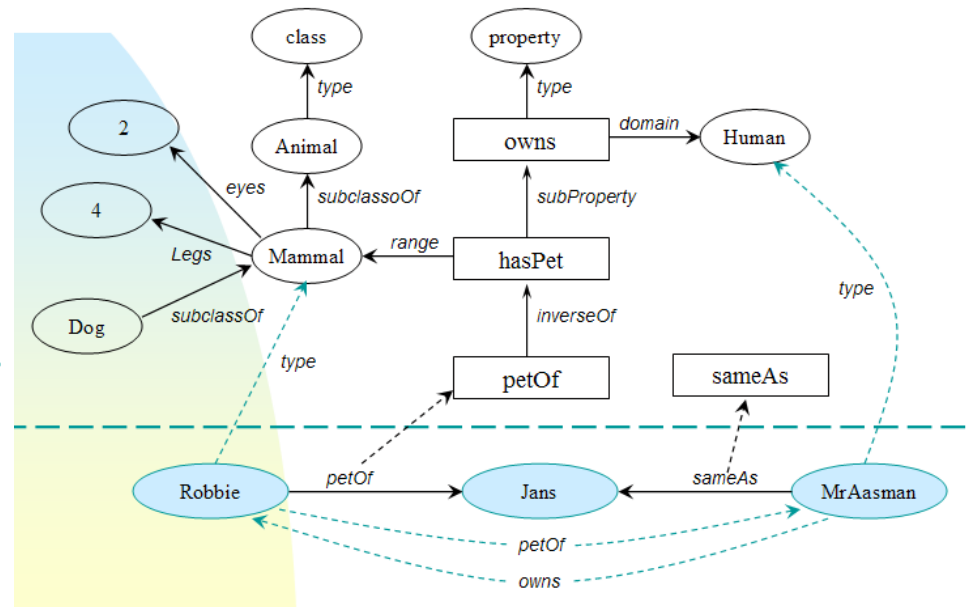 class
property
type
type
2
Animal
owns
domain
Human
eyes
subclassoOf
subProperty
4
Legs
Mammal
range
hasPet
type
subclassOf
inverseOf
Dog
type
petOf
sameAs
Robbie
petOf
Jans
sameAs
MrAasman
petOf
owns